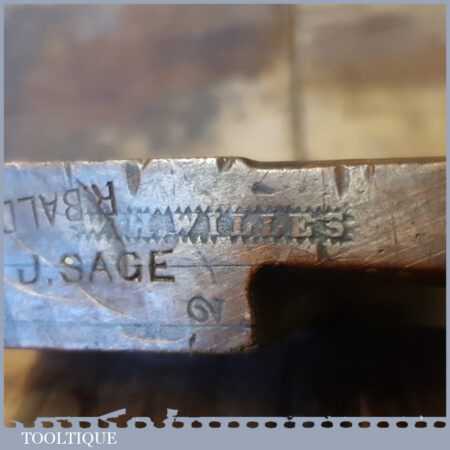 R.BALD
WILLES
J. SAGE
2
TOOLTIQUE